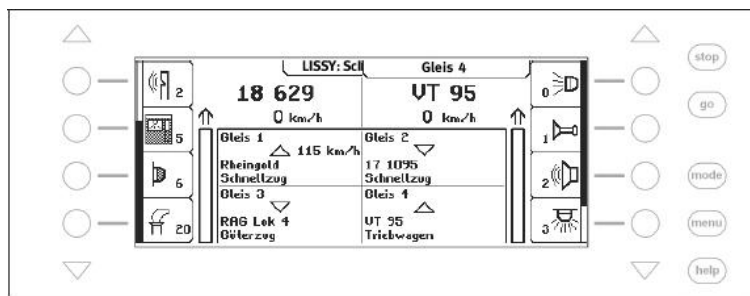 LISSY: Scl
Gleis 4
18 629
VT 95
0 km/h
0 km/h
2
5
6
20
0
1
2
3
Gleis 1
115 km/h
Rheingold
Schnellzug
Gleis 2
17 1095
Schnellzug
Gleis 3
RAG Lok 4
Güterzug
Gleis 4
VT 95
Triebwagen
stop
go
mode
menu
help